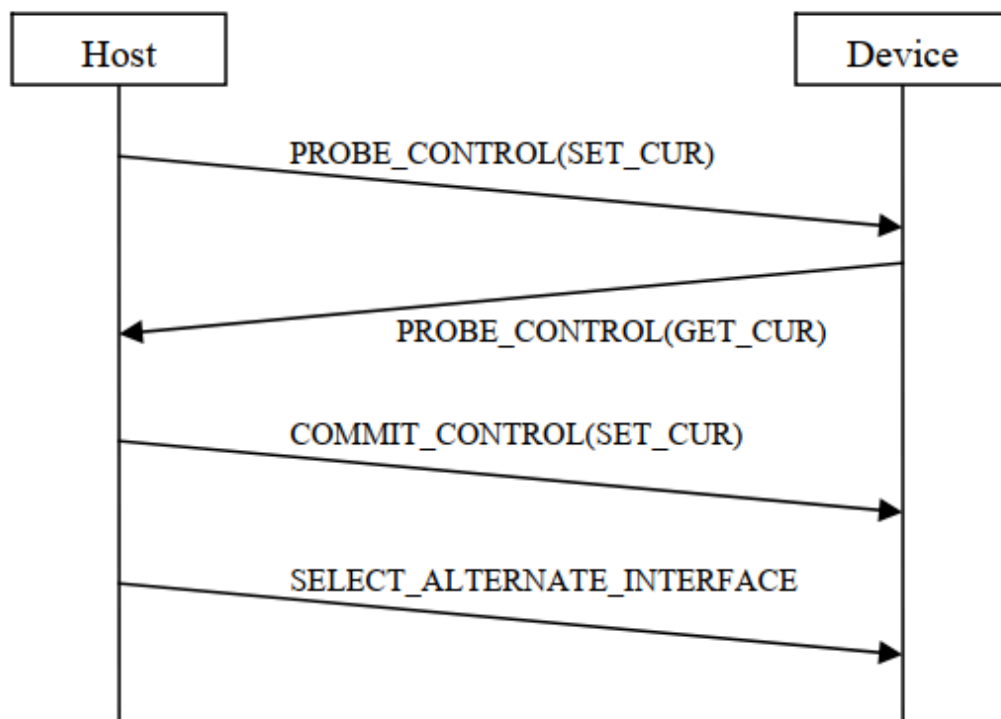 Host
Device
PROBE_CONTROL(SET_CUR)
PROBE_CONTROL(GET_CUR)
COMMIT_CONTROL(SET_CUR)
SELECT_ALTERNATE_INTERFACE